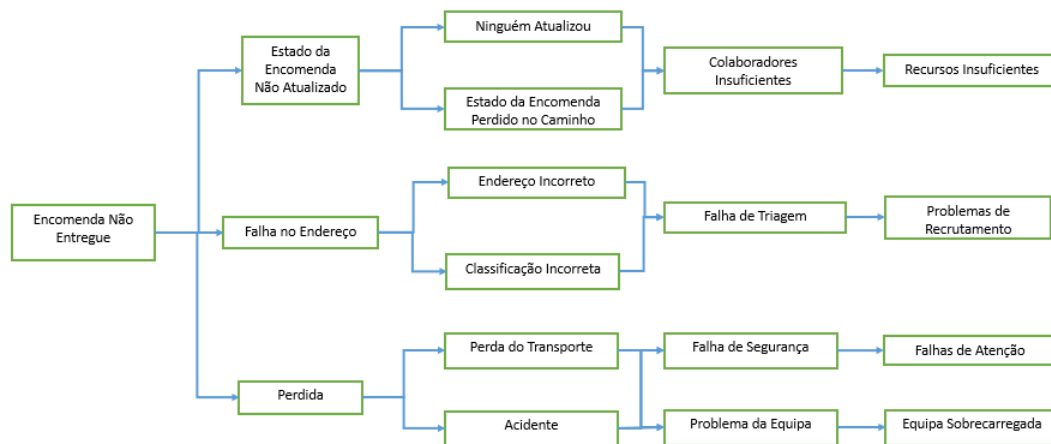 Ninguém Atualizou
Estado da
Encomenda
Não Atualizado
Colaboradores
Insuficientes
Recursos Insuficientes
Estado da Encomenda
Perdido no Caminho
Endereço Incorreto
Encomenda Não
Entregue
Falha no Endereço
Falha de Triagem
Problemas de
Recrutamento
Classificação Incorreta
Perda do Transporte
Falha de Segurança
Falhas de Atenção
Perdida
Acidente
Problema da Equipa
Equipa Sobrecarregada